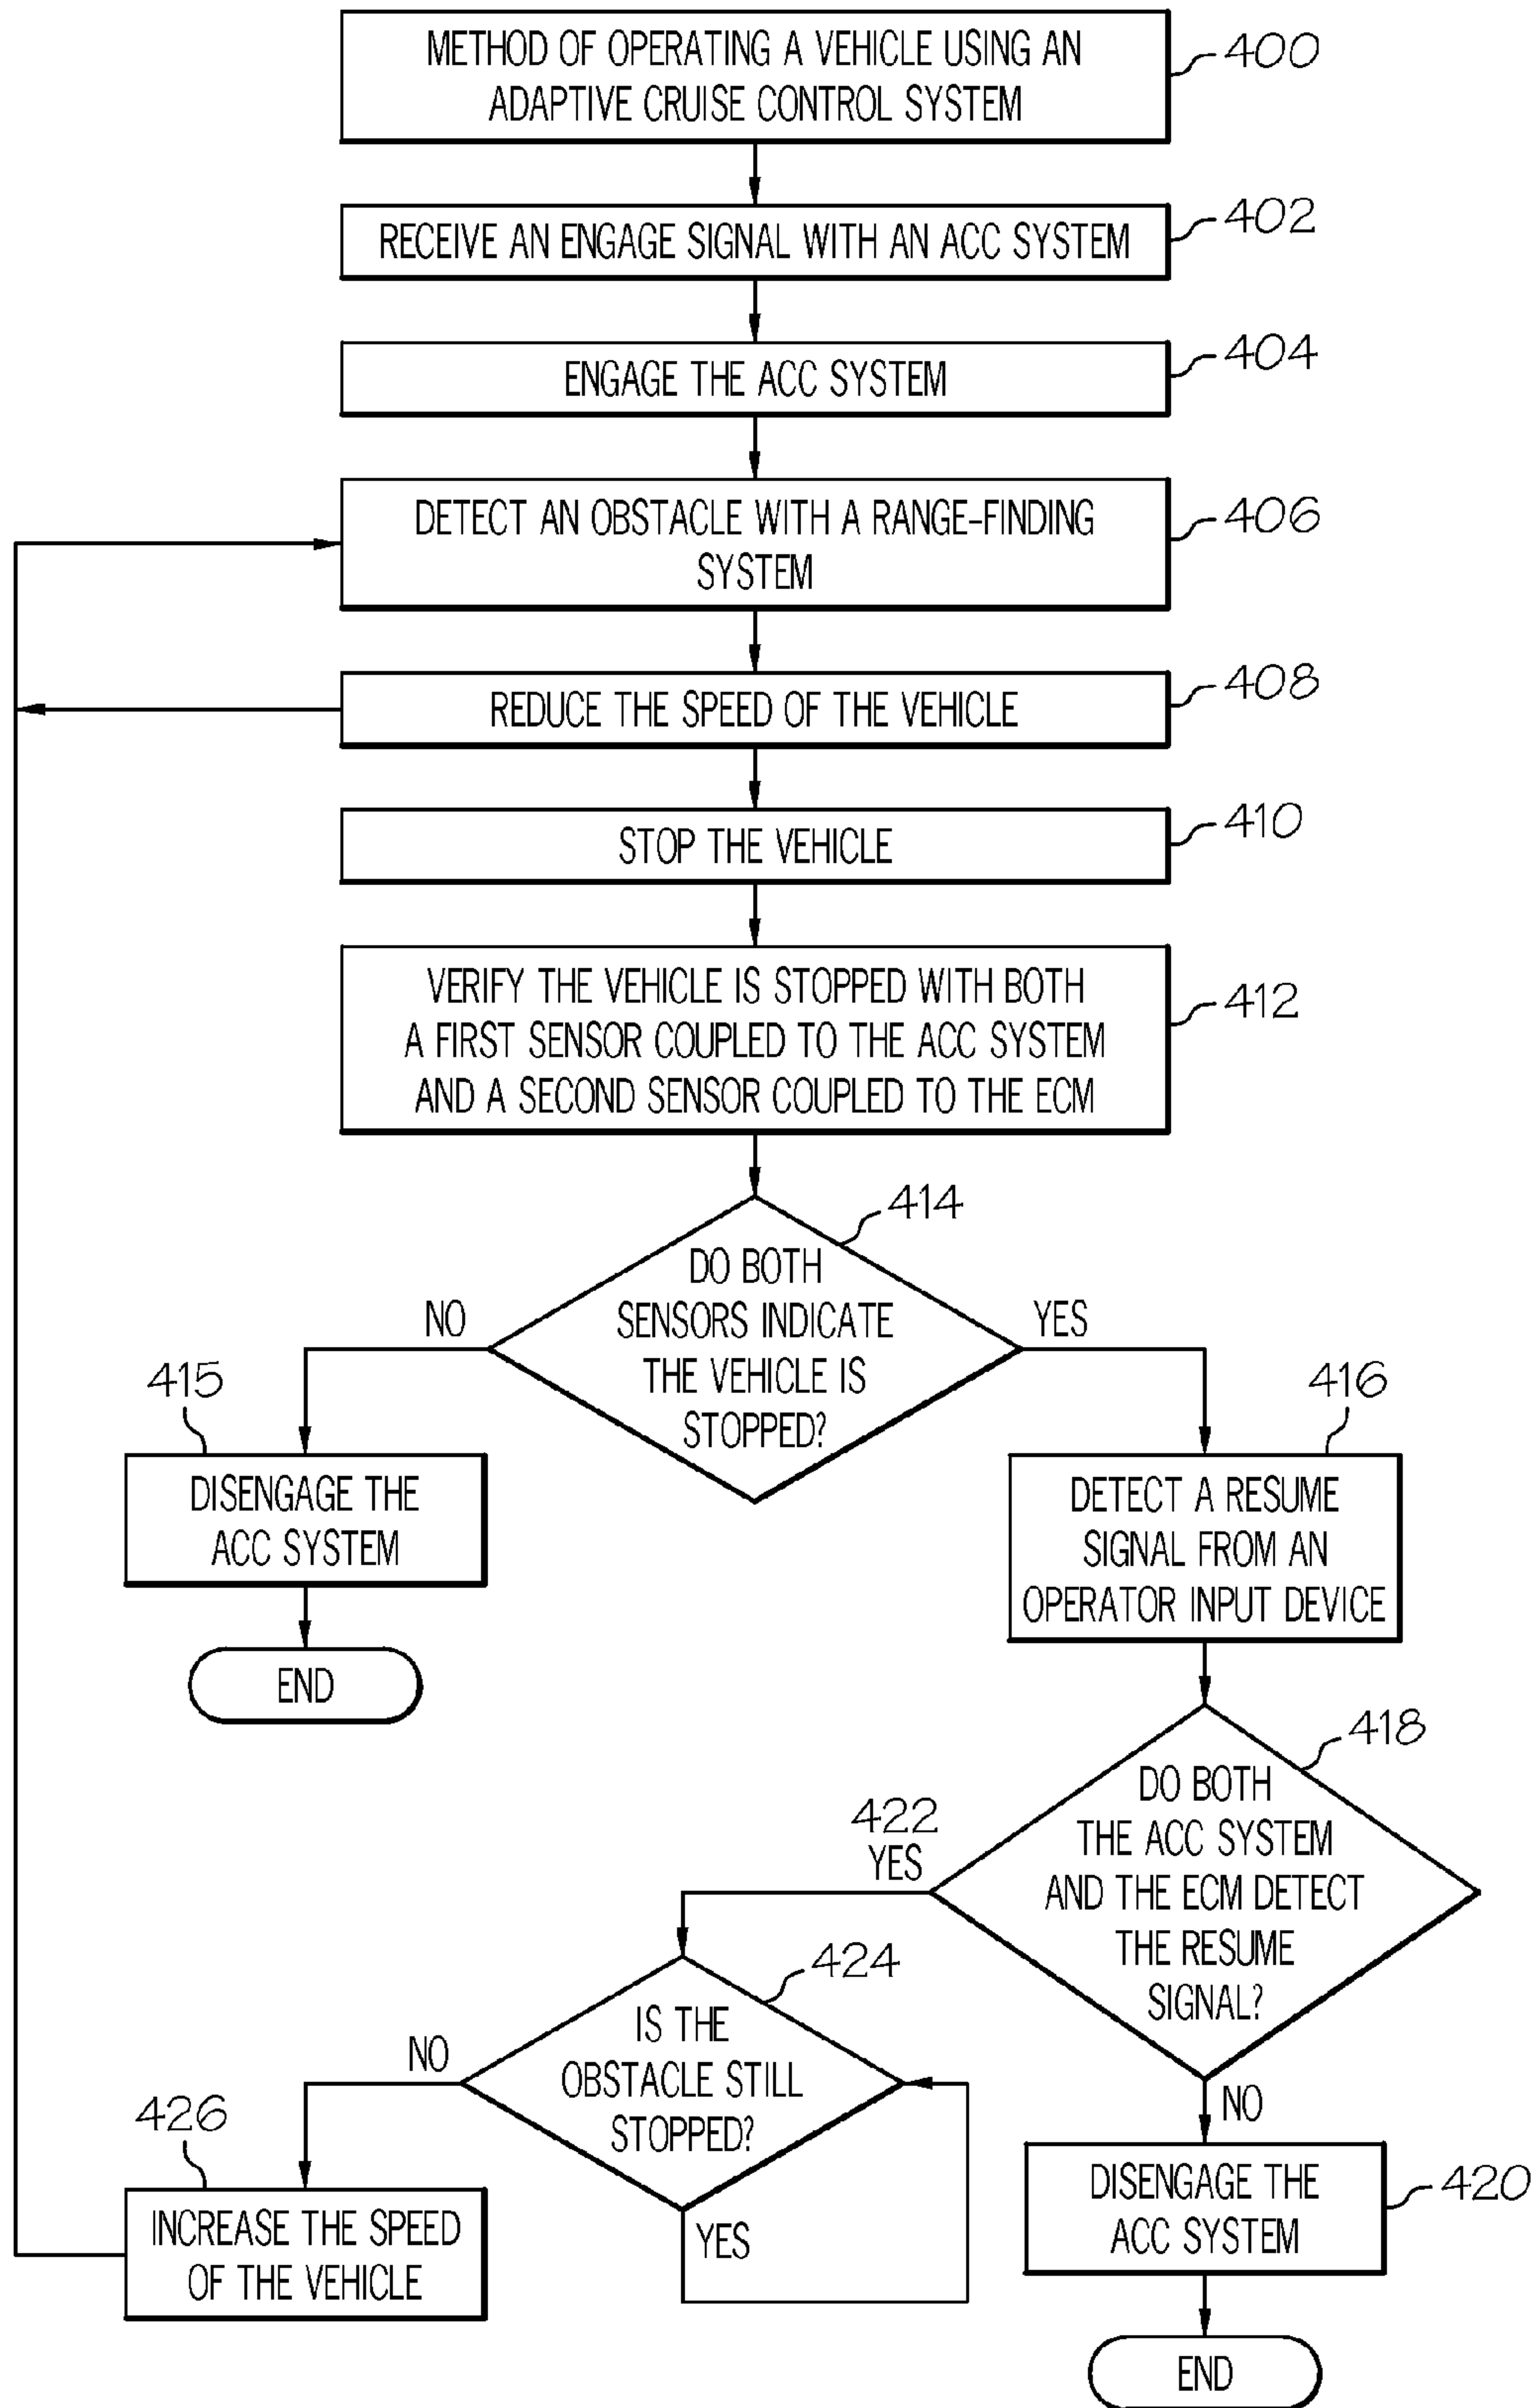 METHOD OF OPERATING A VEHICLE USING AN
ADAPTIVE CRUISE CONTROL SYSTEM
400
RECEIVE AN ENGAGE SIGNAL WITH AN ACC SYSTEM
402
ENGAGE THE ACC SYSTEM
404
DETECT AN OBSTACLE WITH A RANGE-FINDING
SYSTEM
406
REDUCE THE SPEED OF THE VEHICLE
408
STOP THE VEHICLE
410
VERIFY THE VEHICLE IS STOPPED WITH BOTH
A FIRST SENSOR COUPLED TO THE ACC SYSTEM
AND A SECOND SENSOR COUPLED TO THE ECM
412
414
DO BOTH
SENSORS INDICATE
THE VEHICLE IS
STOPPED?
NO
YES
415
DISENGAGE THE
ACC SYSTEM
END
416
DETECT A RESUME
SIGNAL FROM AN
OPERATOR INPUT DEVICE
418
DO BOTH
THE ACC SYSTEM
AND THE ECM DETECT
THE RESUME
SIGNAL?
422
YES
424
IS THE
OBSTACLE STILL
STOPPED?
NO
YES
426
INCREASE THE SPEED
OF THE VEHICLE
NO
DISENGAGE THE
ACC SYSTEM
420
END